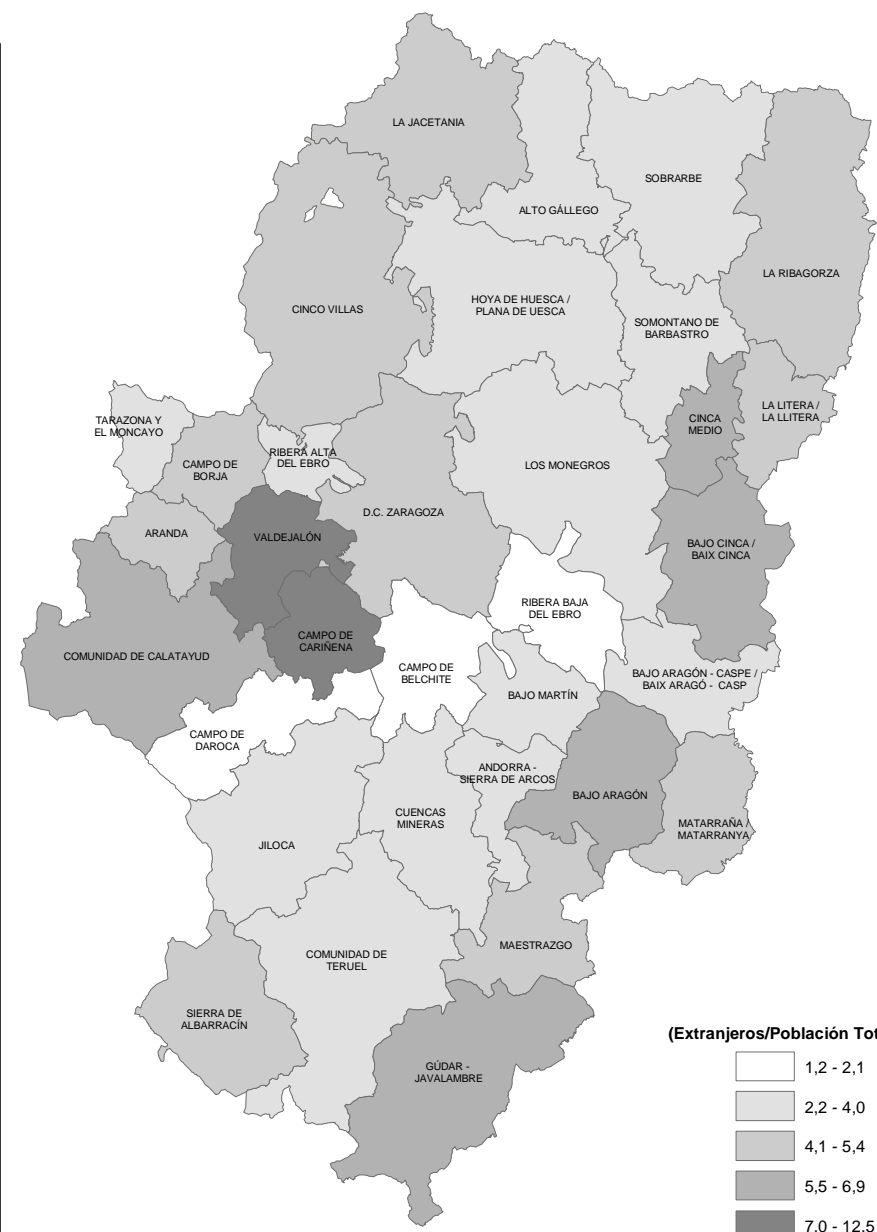 LA JACETANIA
SOBRARBE
ALTO GÁLLEGO
LA RIBAGORZA
CINCO VILLAS
HOYA DE HUESCA /
PLANA DE UESCA
SOMONTANO DE
BARBASTRO
TARAZONA Y
EL MONCAYO
LA LITERA /
LA LLITERA
CINCA
MEDIO
RIBERA ALTA
DEL EBRO
CAMPO DE
BORJA
LOS MONEGROS
D.C. ZARAGOZA
ARANDA
VALDEJALÓN
BAJO CINCA /
BAIX CINCA
RIBERA BAJA
DEL EBRO
CAMPO DE
CARIÑENA
COMUNIDAD DE CALATAYUD
CAMPO DE
BELCHITE
BAJO ARAGÓN - CASPE /
BAIX ARAGÓ - CASP
BAJO MARTÍN
CAMPO DE
DAROCA
ANDORRA -
SIERRA DE ARCOS
BAJO ARAGÓN
CUENCAS
MINERAS
MATARRAÑA /
MATARRANYA
JILOCA
MAESTRAZGO
COMUNIDAD DE
TERUEL
SIERRA DE
ALBARRACÍN
GÚDAR -
JAVALAMBRE
(Extranjeros/Población Tot
1,2 - 2,1
2,2 - 4,0
4,1 - 5,4
5,5 - 6,9
7,0 - 12,5